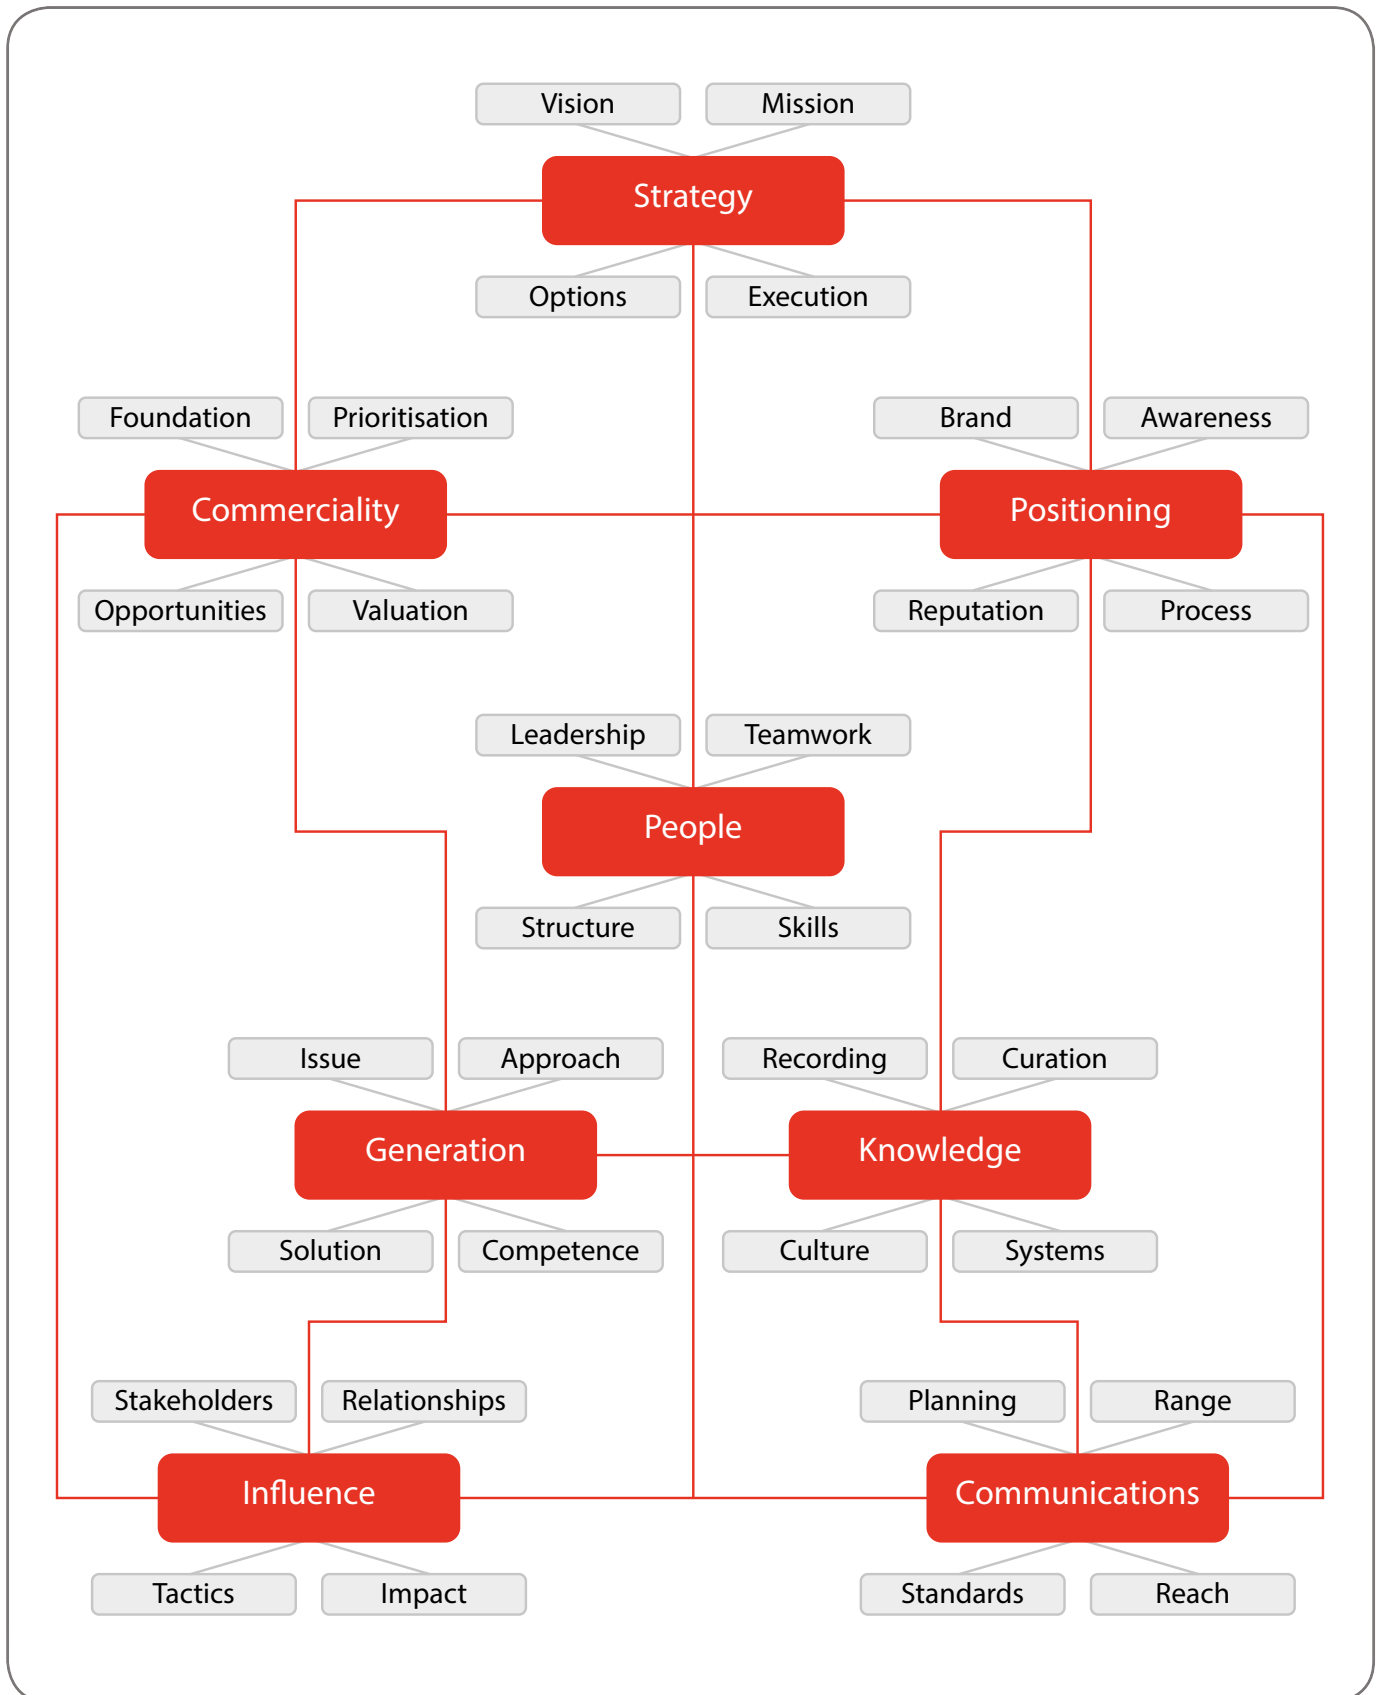 Vision
Mission
Strategy
Options
Execution
Foundation
Prioritisation
Brand
Awareness
Commerciality
Positioning
Opportunities
Valuation
Reputation
Process
Leadership
Teamwork
People
Structure
Skills
Issue
Approach
Recording
Curation
Generation
Knowledge
Solution
Competence
Culture
Systems
Stakeholders
Relationships
Planning
Range
Influence
Communications
Tactics
Impact
Standards
Reach